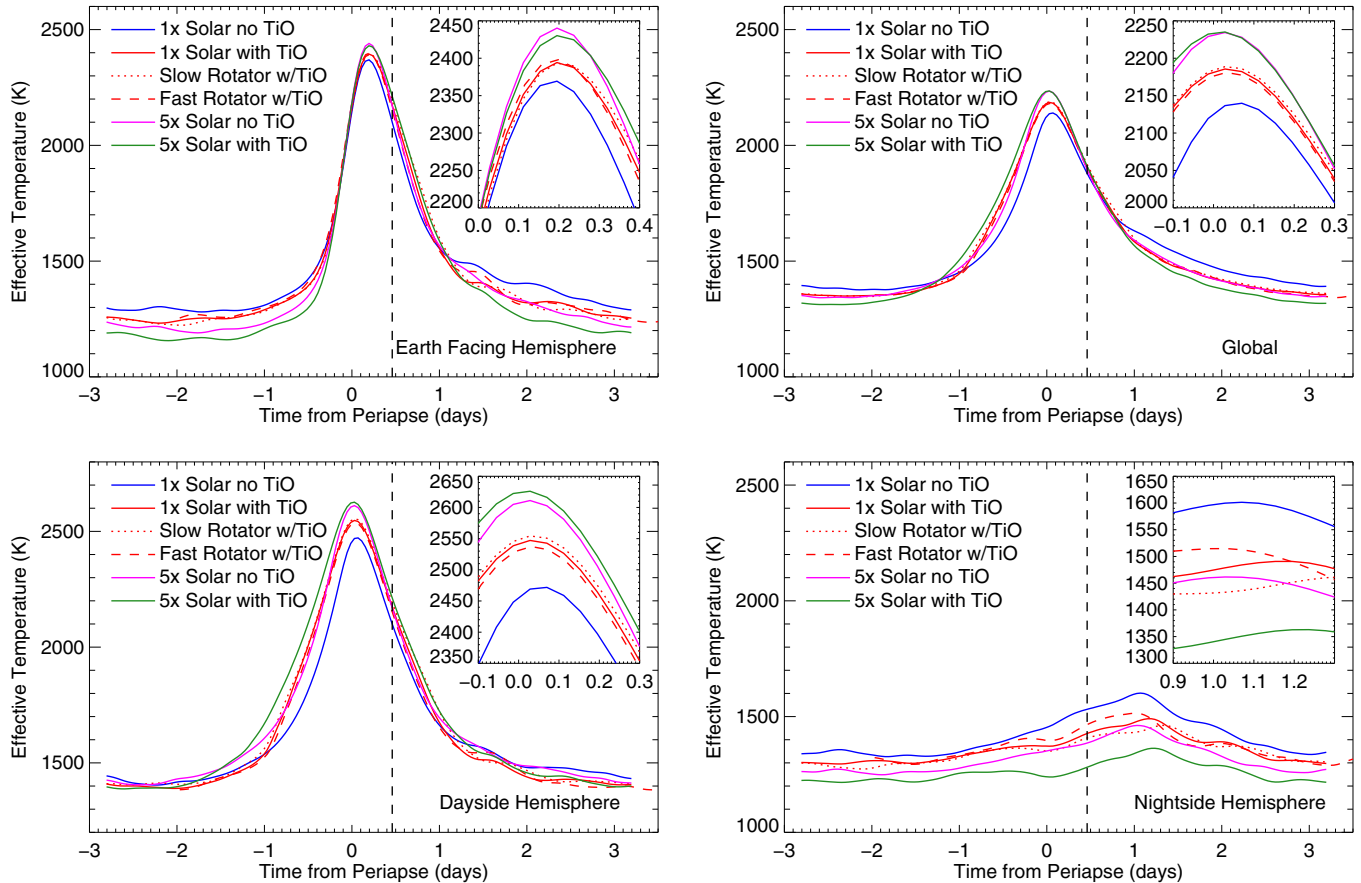 Effective Temperature (K)
2500
2000
1500
1000
1x Solar no TiO
1x Solar with TiO
Slow Rotator w/TiO
Fast Rotator w/TiO
5x Solar no TiO
5x Solar with TiO
2450
2400
2350
2300
2250
2200
0.0 0.1 0.2 0.3 0.4
Earth Facing Hemisphere
−3 −2 −1 0 1 2 3
Time from Periapse (days)
Effective Temperature (K)
2500
2000
1500
1000
1x Solar no TiO
1x Solar with TiO
Slow Rotator w/TiO
Fast Rotator w/TiO
5x Solar no TiO
5x Solar with TiO
2250
2200
2150
2100
2050
2000
−0.1 0.0 0.1 0.2 0.3
Global
−3 −2 −1 0 1 2 3
Time from Periapse (days)
Effective Temperature (K)
2500
2000
1500
1x Solar no TiO
1x Solar with TiO
Slow Rotator w/TiO
Fast Rotator w/TiO
5x Solar no TiO
5x Solar with TiO
2650
2600
2550
2500
2450
2400
2350
−0.1 0.0 0.1 0.2 0.3
Dayside Hemisphere
−3 −2 −1 0 1 2 3
Time from Periapse (days)
Effective Temperature (K)
2500
2000
1500
1000
1x Solar no TiO
1x Solar with TiO
Slow Rotator w/TiO
Fast Rotator w/TiO
5x Solar no TiO
5x Solar with TiO
1650
1600
1550
1500
1450
1400
1350
1300
0.9 1.0 1.1 1.2
Nightside Hemisphere
−3 −2 −1 0 1 2 3
Time from Periapse (days)